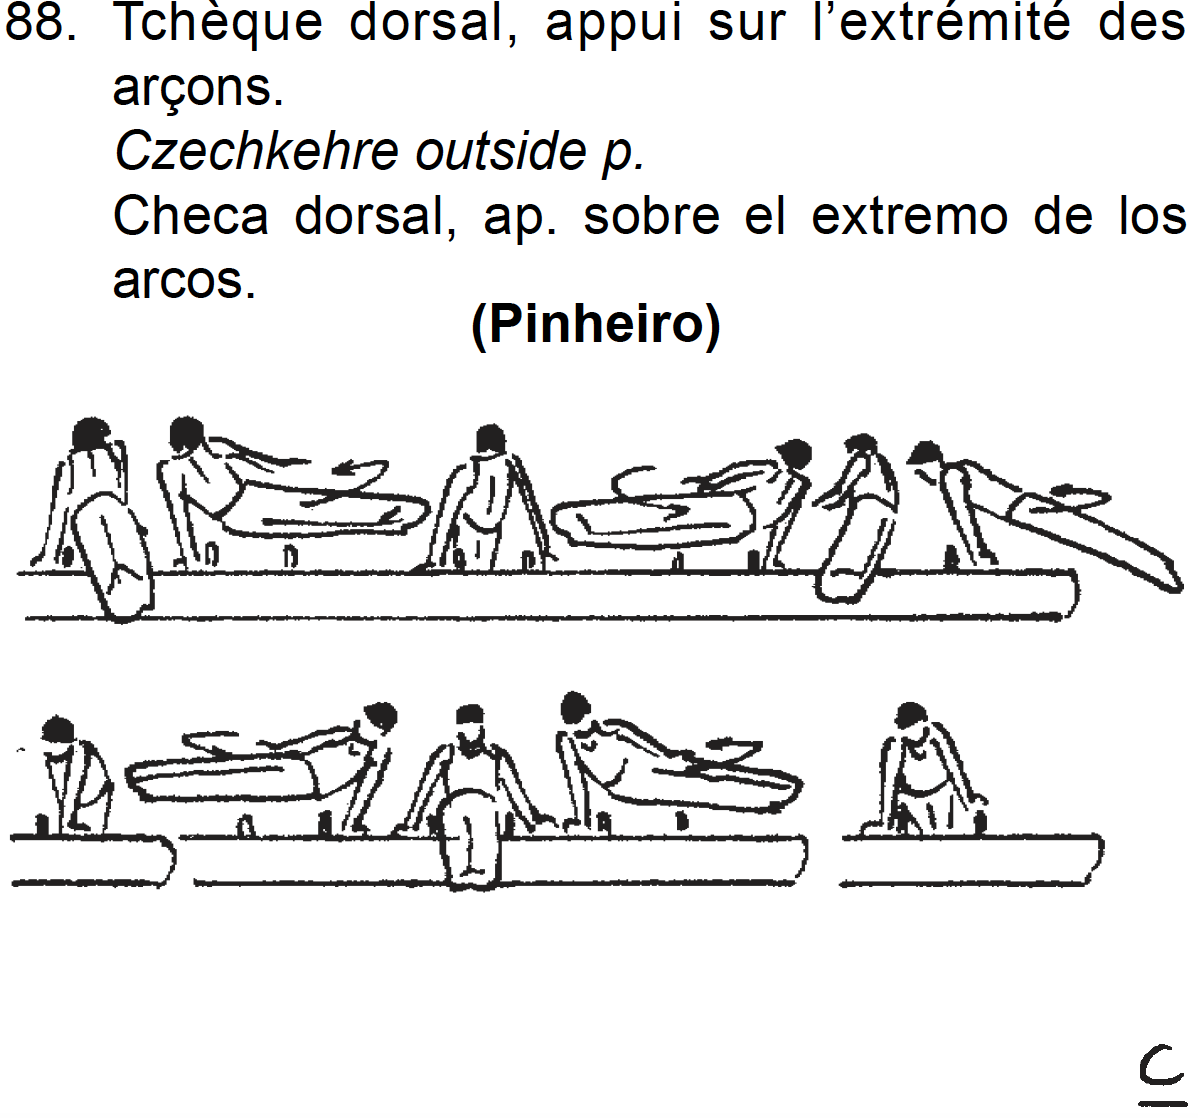 88. Tchèque dorsal, appui sur l’extrémité des
arçons.
Czechkehre outside p.
Checa dorsal, ap. sobre el extremo de los
arcos.
(Pinheiro)
C